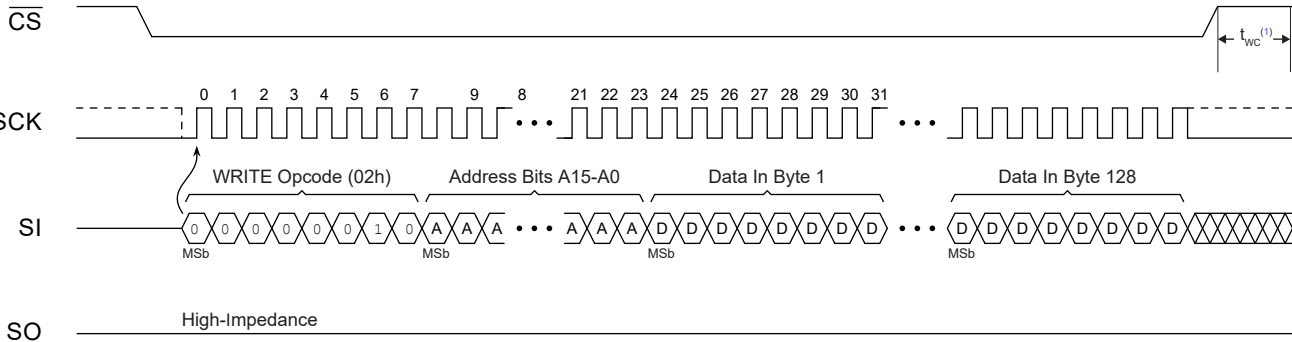 CS
t_WC(1)
0 1 2 3 4 5 6 7 9 8 21 22 23 24 25 26 27 28 29 30 31
SCK
WRITE Opcode (02h) Address Bits A15-A0 Data In Byte 1 Data In Byte 128
SI 0 0 0 0 0 0 1 0 A A A A A A D D D D D D D D D D D D D D D D
MSb MSb MSb MSb
High-Impedance
SO